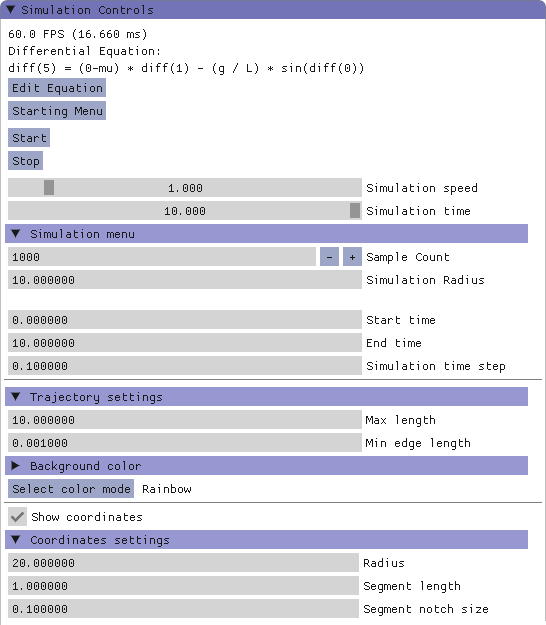 Simulation Controls
60.0 FPS (16.660 ms)
Differential Equation:
diff(5) = (0-mu) * diff(1) - (g / L) * sin(diff(0))
Edit Equation
Starting Menu
Start
Stop
1.000 Simulation speed
10.000 Simulation time
Simulation menu
1000 - + Sample Count
10.000000 Simulation Radius
0.000000 Start time
10.000000 End time
0.100000 Simulation time step
Trajectory settings
10.000000 Max length
0.001000 Min edge length
Background color
Select color mode Rainbow
Show coordinates
Coordinates settings
20.000000 Radius
1.000000 Segment length
0.100000 Segment notch size